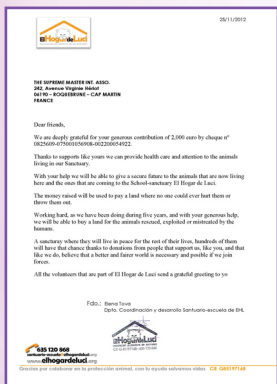 25/11/2012
ElHogardeLuci
THE SUPREME MASTER INT. ASSO.
242, Avenue Virginie Hériot
06190 – ROQUEBRUNE – CAP MARTIN
FRANCE
Dear friends,
We are deeply grateful for your generous contribution of 2,000 euro by cheque nº
Thanks to supports like yours we can provide health care and attention to the animals
living in our Sanctuary.
With your help we will be able to give a secure future to the animals that are now living
here and the ones that are coming to the School-sanctuary El Hogar de Luci.
The money raised will be used to pay a land where no one could ever hurt them or
throw them out.
Working hard, as we have been doing during five years, and with your generous help,
we will be able to buy a land for the animals rescued, exploited or mistreated by the
humans.
A sanctuary where they will live in peace for the rest of their lives, hundreds of them
will have that chance thanks to donations from people that support us, like you, and that
like we do, believe that a better and fairer world is necessary and posible if we join
forces.
All the volunteers that are part of El Hogar de Luci send a grateful greeting to yo
Fdo.: Elena Tova
Dpto. Coordinación y desarrollo Santuario-escuela de EHL
elHogardeLuci
635 120 868
santuario-escuela@elhogardeluci.org
www.elhogardeluci.org
Gracias por colaborar en la protección animal, con tu ayuda salvamos vidas CIF G85197148